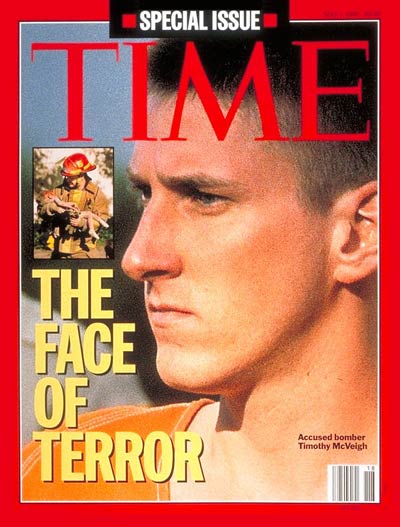 SPECIAL ISSUE
TIME
THE
FACE
OF
TERROR
Accused bomber
Timothy McVeigh